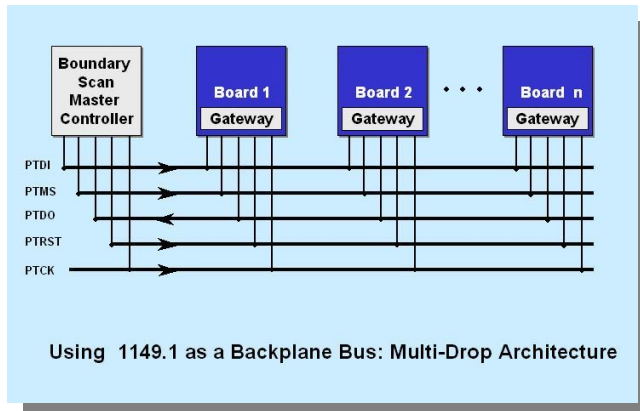 Boundary
Scan
Master
Controller
Board 1
Gateway
Board 2
Gateway
• • •
Board n
Gateway
PTDI
PTMS
PTDO
PTRST
PTCK
Using 1149.1 as a Backplane Bus: Multi-Drop Architecture